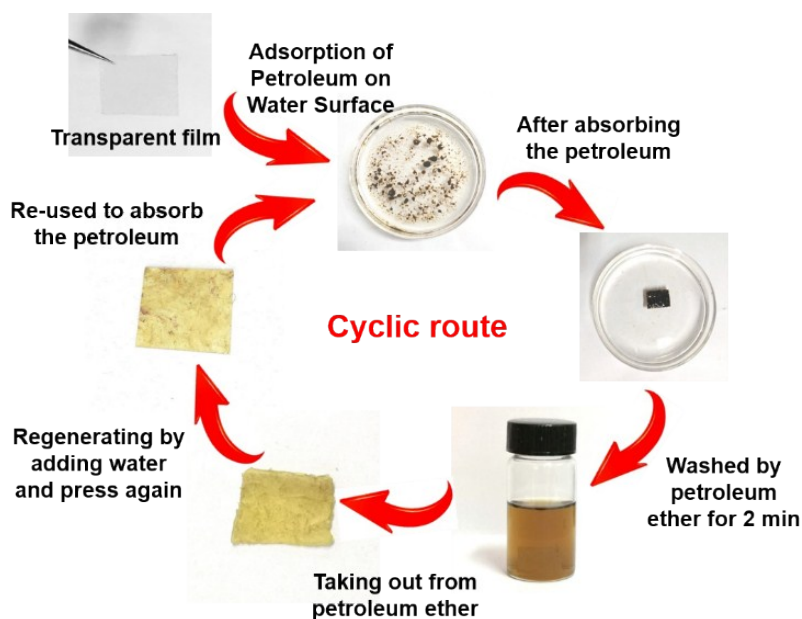 Transparent film
Adsorption of
Petroleum on
Water Surface
After absorbing
the petroleum
Re-used to absorb
the petroleum
Cyclic route
Regenerating by
adding water
and press again
Washed by
petroleum
ether for 2 min
Taking out from
petroleum ether